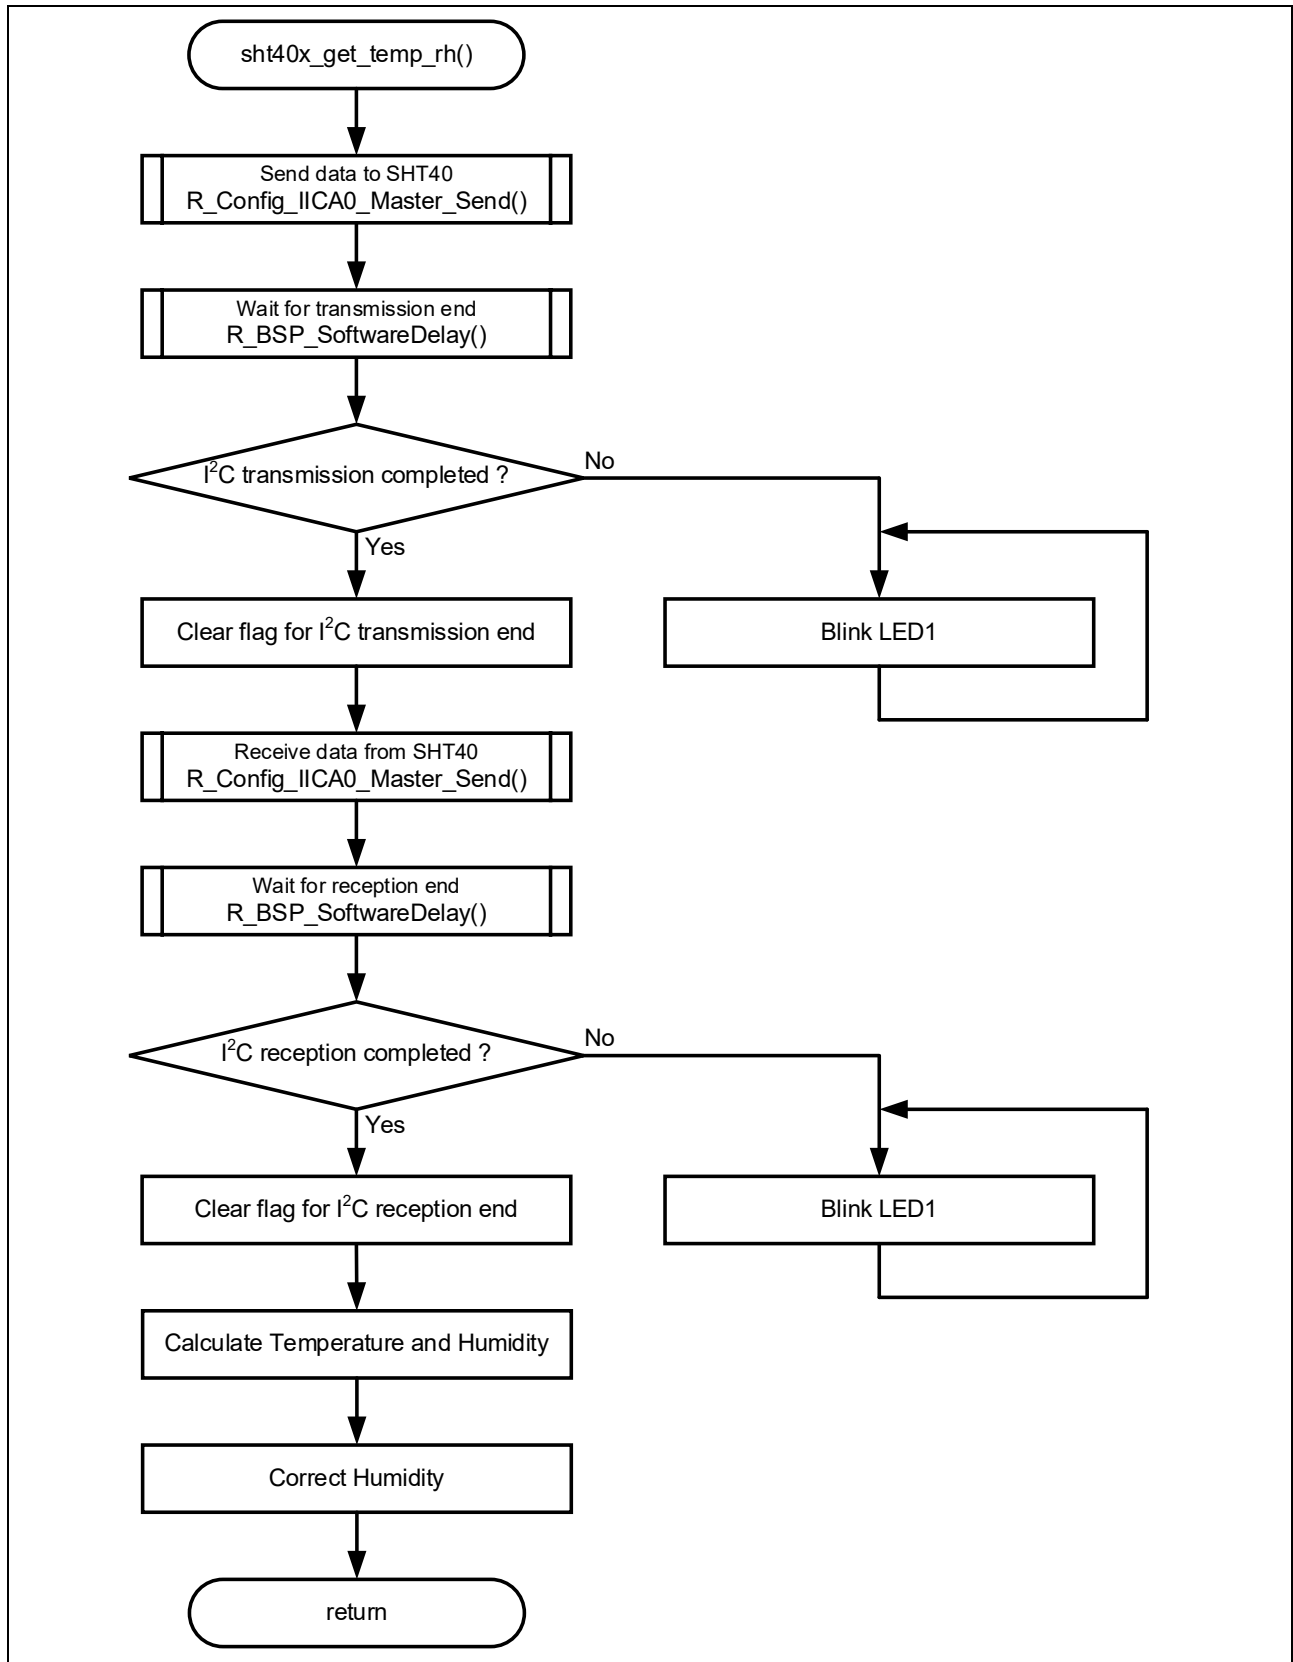 sht40x_get_temp_rh()
Send data to SHT40
R_Config_IICA0_Master_Send()
Wait for transmission end
R_BSP_SoftwareDelay()
I²C transmission completed ?
No
Yes
Clear flag for I²C transmission end
Blink LED1
Receive data from SHT40
R_Config_IICA0_Master_Send()
Wait for reception end
R_BSP_SoftwareDelay()
I²C reception completed ?
No
Yes
Clear flag for I²C reception end
Blink LED1
Calculate Temperature and Humidity
Correct Humidity
return